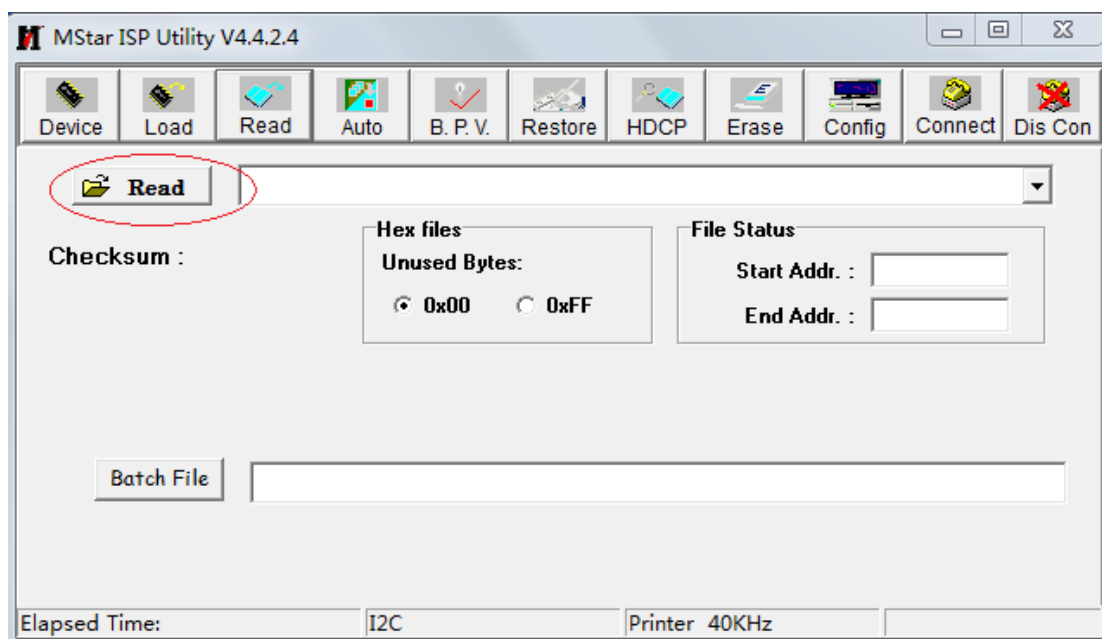 MStar ISP Utility V4.4.2.4
Device Load Read Auto B. P. V. Restore HDCP Erase Config Connect Dis Con
Read
Checksum :
Hex files
Unused Bytes:
0x00 0xFF
File Status
Start Addr. :
End Addr. :
Batch File
Elapsed Time: I2C Printer 40KHz